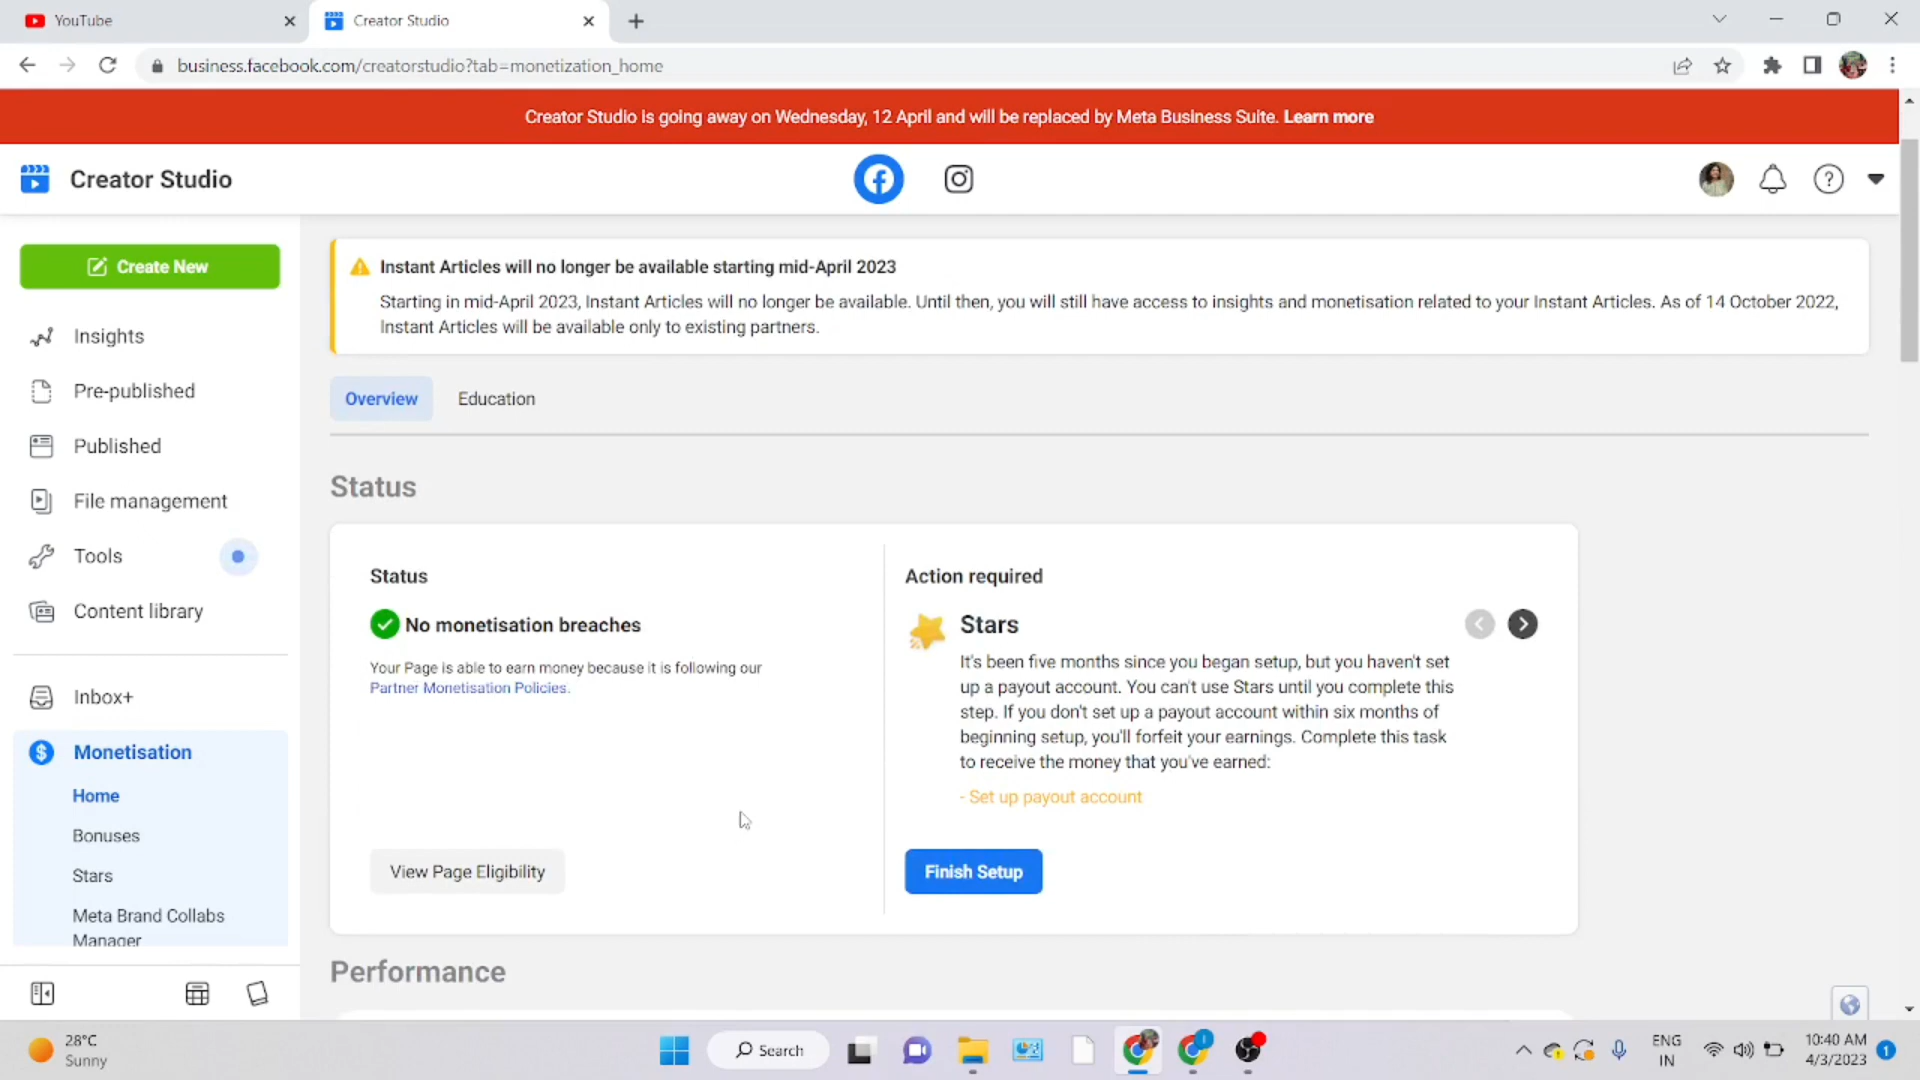 YouTube
Creator Studio
business.facebook.com/creatorstudio?tab=monetization_home
Creator Studio is going away on Wednesday, 12 April and will be replaced by Meta Business Suite. Learn more
Creator Studio
Create New
Insights
Pre-published
Published
File management
Tools
Content library
Inbox+
Monetisation
Home
Bonuses
Stars
Meta Brand Collabs
Manager
Instant Articles will no longer be available starting mid-April 2023
Starting in mid-April 2023, Instant Articles will no longer be available. Until then, you will still have access to insights and monetisation related to your Instant Articles. As of 14 October 2022,
Instant Articles will be available only to existing partners.
Overview
Education
Status
Status
No monetisation breaches
Your Page is able to earn money because it is following our
Partner Monetisation Policies.
View Page Eligibility
Action required
Stars
It's been five months since you began setup, but you haven't set
up a payout account. You can't use Stars until you complete this
step. If you don't set up a payout account within six months of
beginning setup, you'll forfeit your earnings. Complete this task
to receive the money that you've earned:
- Set up payout account
Finish Setup
Performance
28°C
Sunny
Search
ENG
IN
10:40 AM
4/3/2023
1